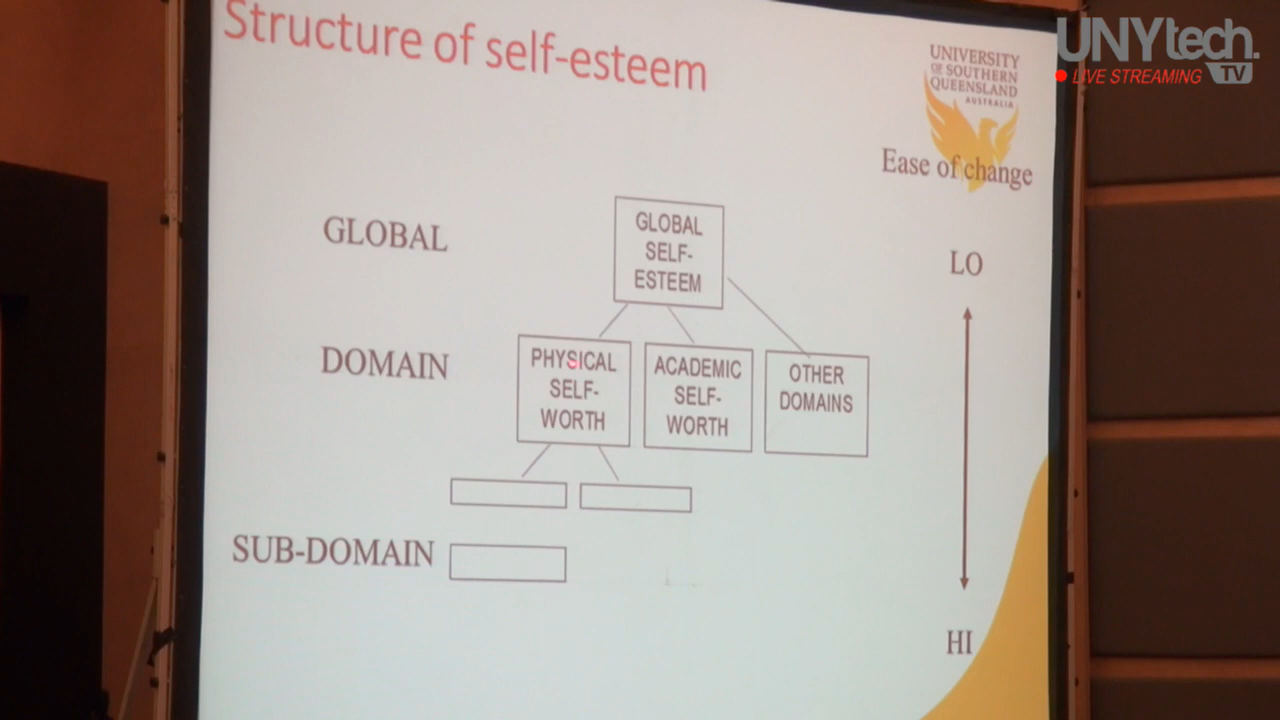 Structure of self-esteem
UNYtech.
TV
LIVE STREAMING
UNIVERSITY
OF SOUTHERN
QUEENSLAND
AUSTRALIA
Ease of change
GLOBAL
GLOBAL
SELF-
ESTEEM
LO
DOMAIN
PHYSICAL
SELF-
WORTH
ACADEMIC
SELF-
WORTH
OTHER
DOMAINS
SUB-DOMAIN
HI